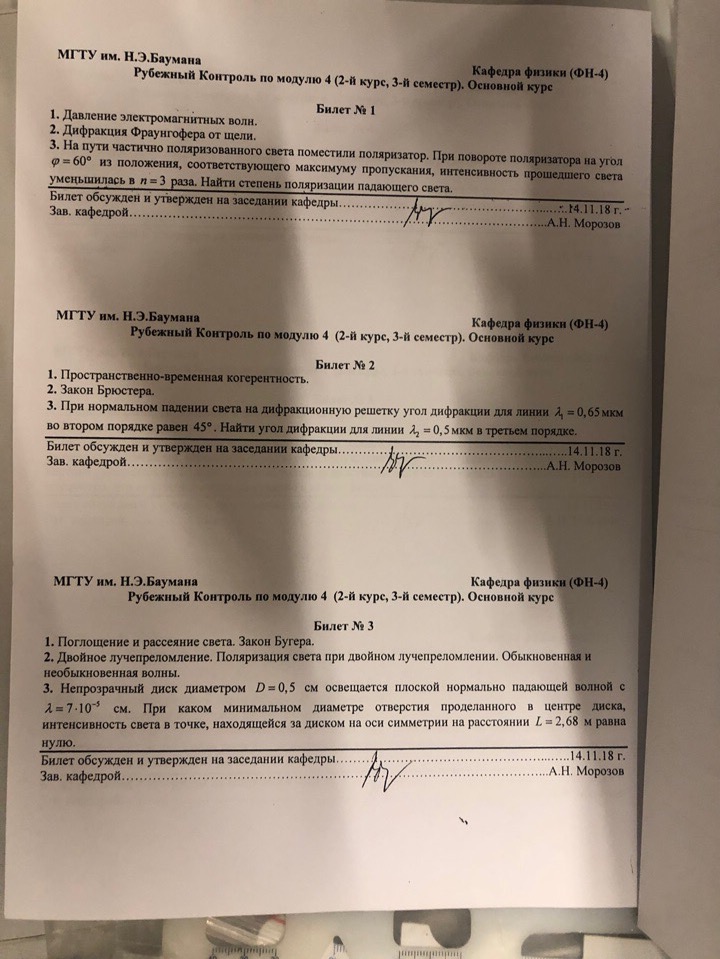 МГТУ им. Н.Э.Баумана Кафедра физики (ФН-4)
Рубежный Контроль по модулю 4 (2-й курс, 3-й семестр). Основной курс
Билет № 1
1. Давление электромагнитных волн.
2. Дифракция Фраунгофера от щели.
3. На пути частично поляризованного света поместили поляризатор. При повороте поляризатора на угол
φ = 60° из положения, соответствующего максимуму пропускания, интенсивность прошедшего света
уменьшилась в n = 3 раза. Найти степень поляризации падающего света.
Билет обсужден и утвержден на заседании кафедры……………………………………14.11.18 г.
Зав. кафедрой……………………………………………………………………...А.Н. Морозов
МГТУ им. Н.Э.Баумана Кафедра физики (ФН-4)
Рубежный Контроль по модулю 4 (2-й курс, 3-й семестр). Основной курс
Билет № 2
1. Пространственно-временная когерентность.
2. Закон Брюстера.
3. При нормальном падении света на дифракционную решетку угол дифракции для линии λ₁ = 0,65 мкм
во втором порядке равен 45°. Найти угол дифракции для линии λ₂ = 0,5 мкм в третьем порядке.
Билет обсужден и утвержден на заседании кафедры……………………………………14.11.18 г.
Зав. кафедрой……………………………………………………………………...А.Н. Морозов
МГТУ им. Н.Э.Баумана Кафедра физики (ФН-4)
Рубежный Контроль по модулю 4 (2-й курс, 3-й семестр). Основной курс
Билет № 3
1. Поглощение и рассеяние света. Закон Бугера.
2. Двойное лучепреломление. Поляризация света при двойном лучепреломлении. Обыкновенная и
необыкновенная волны.
3. Непрозрачный диск диаметром D = 0,5 см освещается плоской нормально падающей волной с
λ = 7·10⁻⁵ см. При каком минимальном диаметре отверстия проделанного в центре диска,
интенсивность света в точке, находящейся за диском на оси симметрии на расстоянии L = 2,68 м равна
нулю.
Билет обсужден и утвержден на заседании кафедры……………………………………14.11.18 г.
Зав. кафедрой……………………………………………………………………...А.Н. Морозов